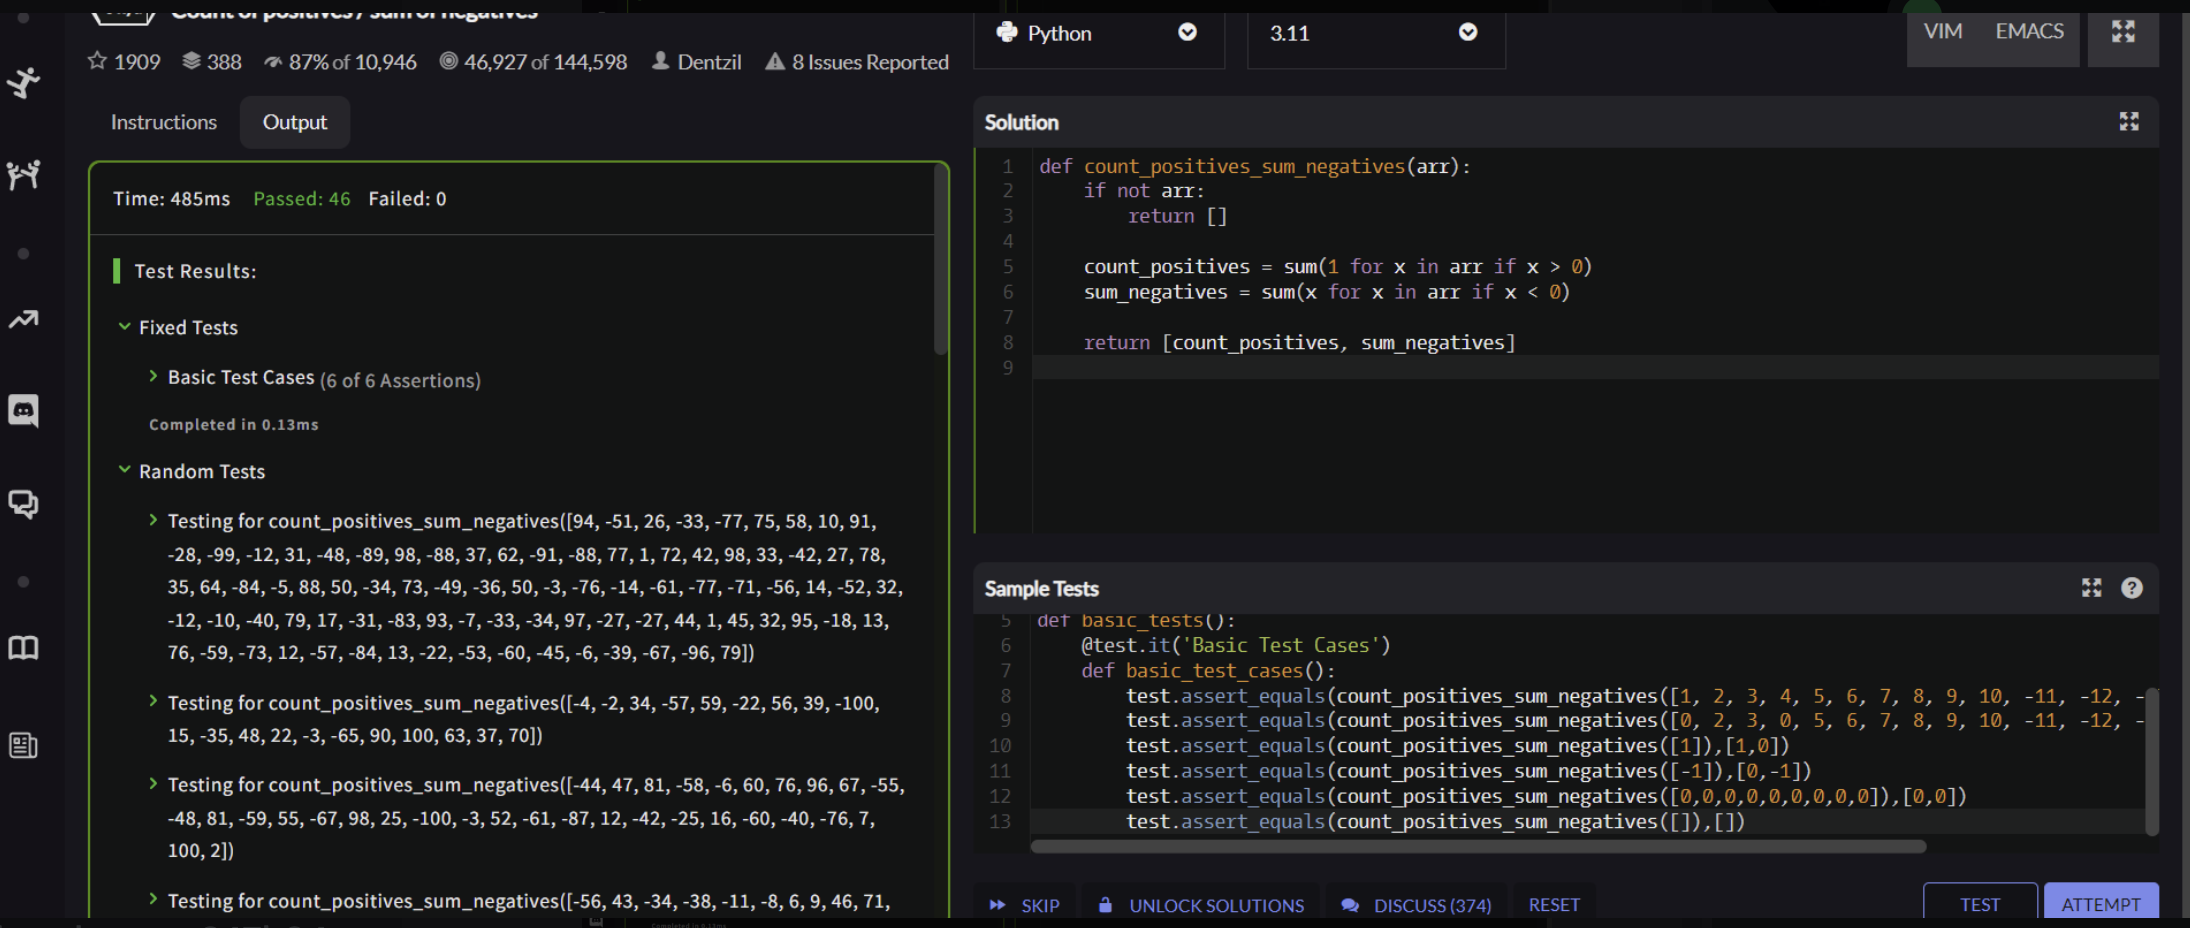 Count of positives / sum of negatives
1909 388 87% of 10,946 46,927 of 144,598 Dentzil 8 Issues Reported
Instructions Output
Time: 485ms Passed: 46 Failed: 0
Test Results:
Fixed Tests
Basic Test Cases (6 of 6 Assertions)
Completed in 0.13ms
Random Tests
Testing for count_positives_sum_negatives([94, -51, 26, -33, -77, 75, 58, 10, 91,
-28, -99, -12, 31, -48, -89, 98, -88, 37, 62, -91, -88, 77, 1, 72, 42, 98, 33, -42, 27, 78,
35, 64, -84, -5, 88, 50, -34, 73, -49, -36, 50, -3, -76, -14, -61, -77, -71, -56, 14, -52, 32,
-12, -10, -40, 79, 17, -31, -83, 93, -7, -33, -34, 97, -27, -27, 44, 1, 45, 32, 95, -18, 13,
76, -59, -73, 12, -57, -84, 13, -22, -53, -60, -45, -6, -39, -67, -96, 79])
Testing for count_positives_sum_negatives([-4, -2, 34, -57, 59, -22, 56, 39, -100,
15, -35, 48, 22, -3, -65, 90, 100, 63, 37, 70])
Testing for count_positives_sum_negatives([-44, 47, 81, -58, -6, 60, 76, 96, 67, -55,
-48, 81, -59, 55, -67, 98, 25, -100, -3, 52, -61, -87, 12, -42, -25, 16, -60, -40, -76, 7,
100, 2])
Testing for count_positives_sum_negatives([-56, 43, -34, -38, -11, -8, 6, 9, 46, 71,
Python 3.11 VIM EMACS
Solution
1 def count_positives_sum_negatives(arr):
2 if not arr:
3 return []
4
5 count_positives = sum(1 for x in arr if x > 0)
6 sum_negatives = sum(x for x in arr if x < 0)
7
8 return [count_positives, sum_negatives]
9
Sample Tests
5 def basic_tests():
6 @test.it('Basic Test Cases')
7 def basic_test_cases():
8 test.assert_equals(count_positives_sum_negatives([1, 2, 3, 4, 5, 6, 7, 8, 9, 10, -11, -12, -
9 test.assert_equals(count_positives_sum_negatives([0, 2, 3, 0, 5, 6, 7, 8, 9, 10, -11, -12, -
10 test.assert_equals(count_positives_sum_negatives([1]),[1,0])
11 test.assert_equals(count_positives_sum_negatives([-1]),[0,-1])
12 test.assert_equals(count_positives_sum_negatives([0,0,0,0,0,0,0,0,0]),[0,0])
13 test.assert_equals(count_positives_sum_negatives([]),[])
SKIP UNLOCK SOLUTIONS DISCUSS (374) RESET TEST ATTEMPT